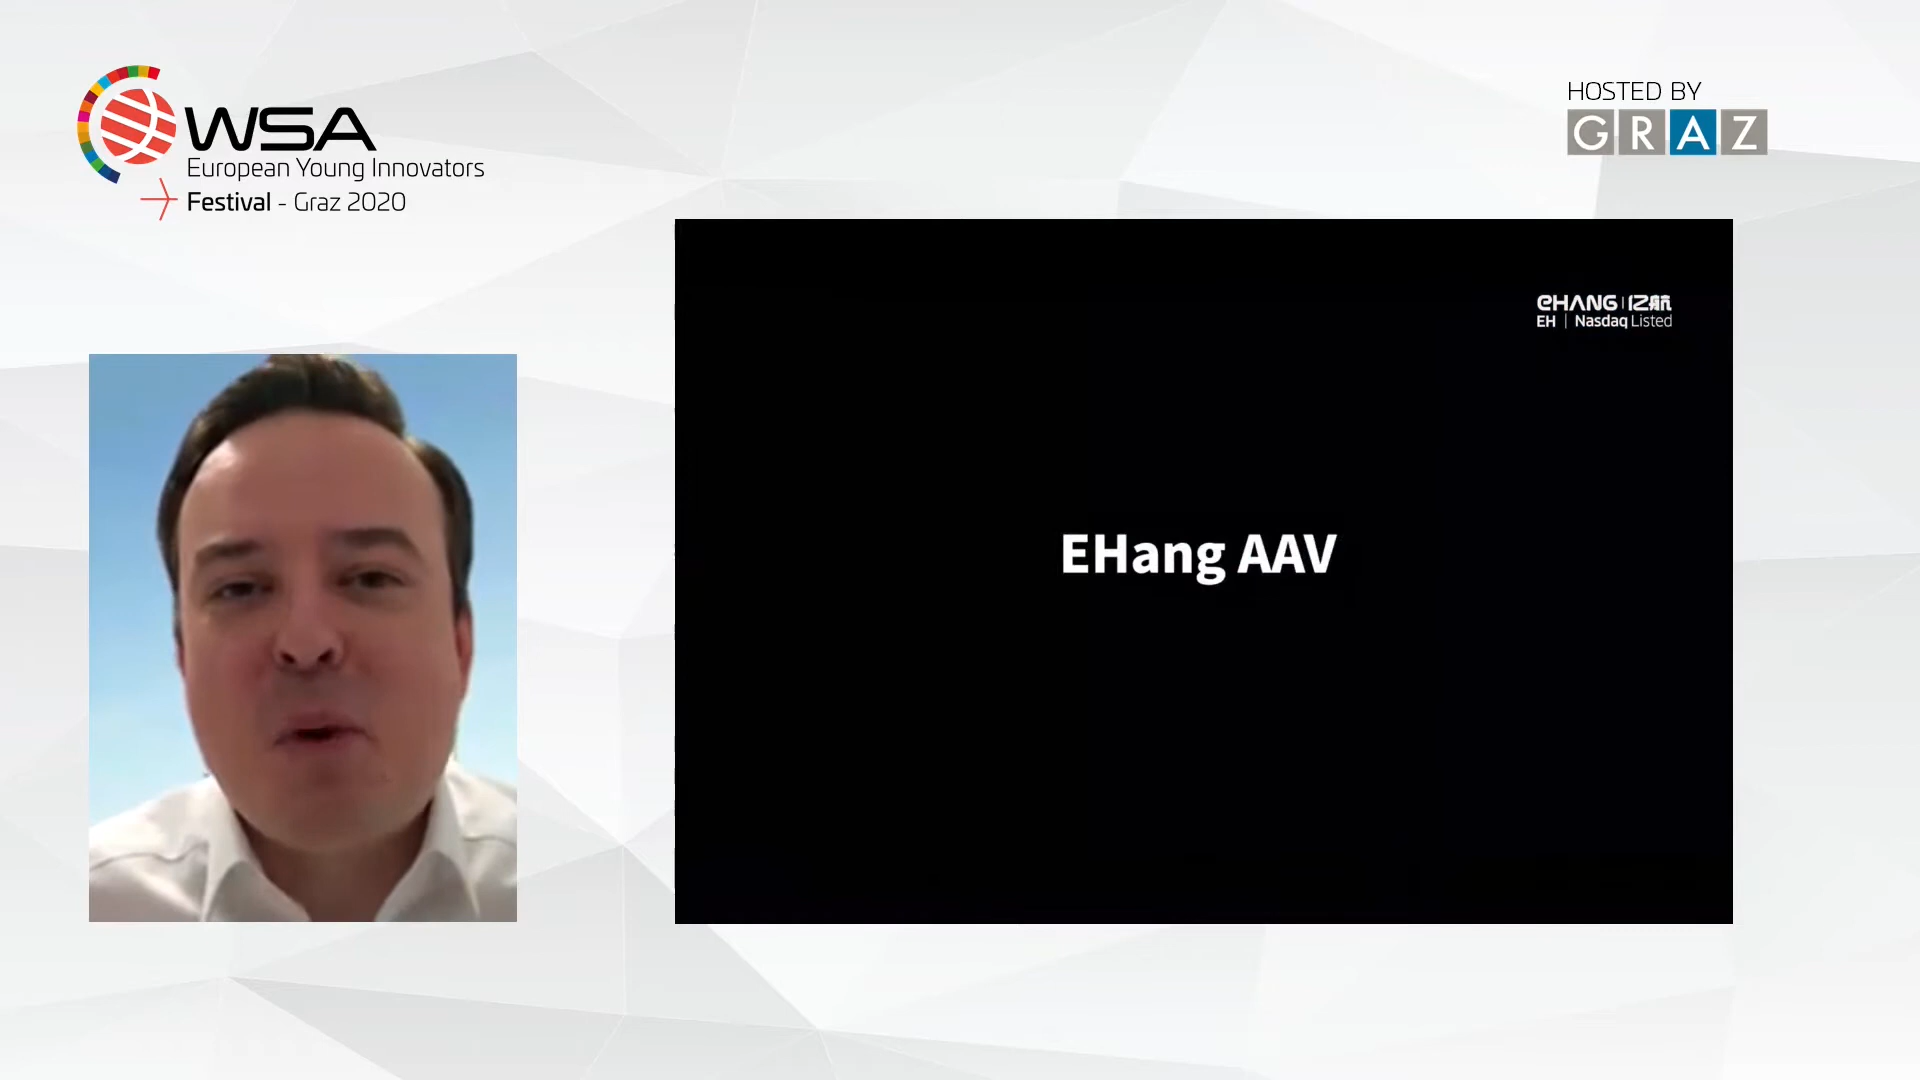 WSA
European Young Innovators
Festival - Graz 2020
HOSTED BY
GRAZ
EHANG | 亿航
EH | Nasdaq Listed
EHang AAV